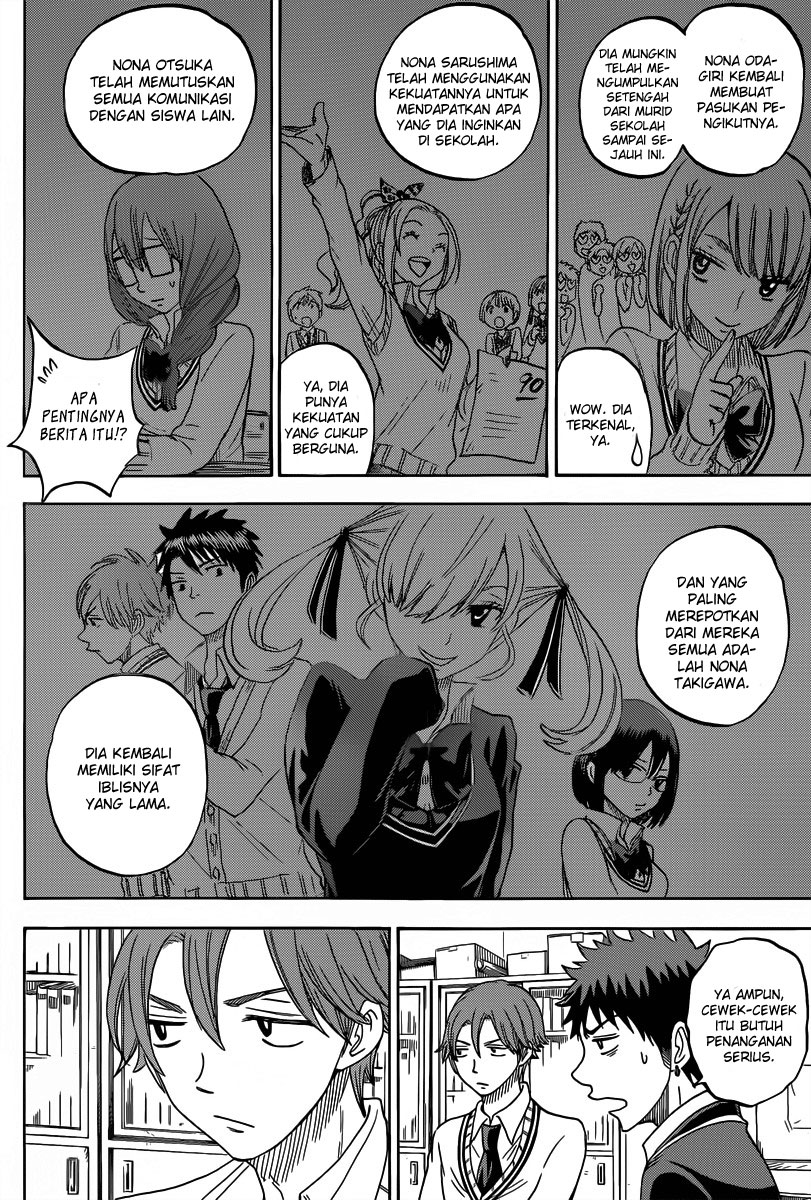 NONA ODA-
GIRI KEMBALI
MEMBUAT
PASUKAN PE-
NGIKUTNYA.
DIA MUNGKIN
TELAH ME-
NGUMPULKAN
SETENGAH
DARI MURID
SEKOLAH
SAMPAI SE-
JAUH INI.
WOW. DIA
TERKENAL,
YA.
NONA SARUSHIMA
TELAH MENGGUNAKAN
KEKUATANNYA UNTUK
MENDAPATKAN APA
YANG DIA INGINKAN
DI SEKOLAH.
90
YA, DIA
PUNYA
KEKUATAN
YANG CUKUP
BERGUNA.
NONA OTSUKA
TELAH MEMUTUSKAN
SEMUA KOMUNIKASI
DENGAN SISWA LAIN.
APA
PENTINGNYA
BERITA ITU!?
DAN YANG
PALING
MEREPOTKAN
DARI MEREKA
SEMUA ADA-
LAH NONA
TAKIGAWA.
DIA KEMBALI
MEMILIKI SIFAT
IBLISNYA
YANG LAMA.
YA AMPUN,
CEWEK-CEWEK
ITU BUTUH
PENANGANAN
SERIUS.